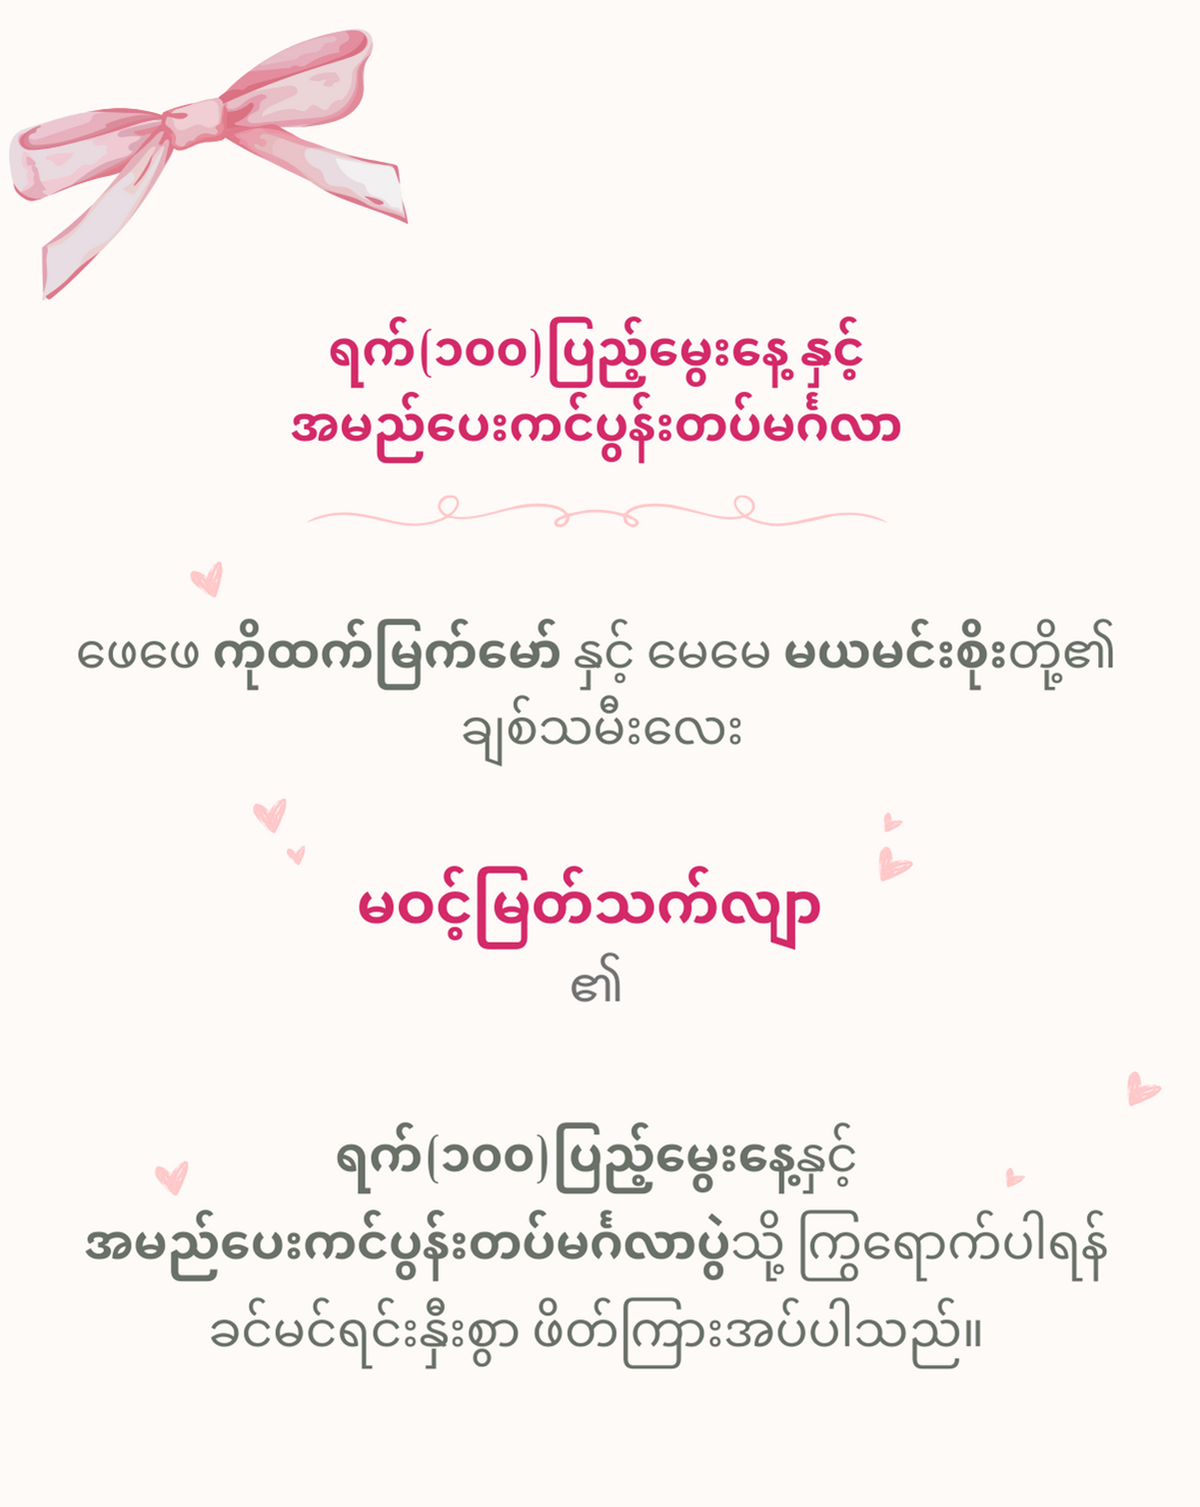 ရက်(၁၀၀)ပြည့်မွေးနေ့ နှင့်
အမည်ပေးကင်ပွန်းတပ်မင်္ဂလာ
ဖေဖေ ကိုထက်မြက်မော် နှင့် မေမေ မယမင်းစိုးတို့၏
ချစ်သမီးလေး
မဝင့်မြတ်သက်လျာ
၏
ရက်(၁၀၀)ပြည့်မွေးနေ့နှင့်
အမည်ပေးကင်ပွန်းတပ်မင်္ဂလာပွဲသို့ ကြွရောက်ပါရန်
ခင်မင်ရင်းနှီးစွာ ဖိတ်ကြားအပ်ပါသည်။